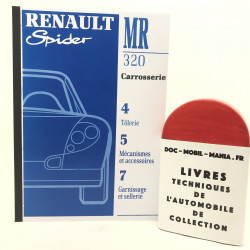 RENAULT
Spider
MR
320
Carrosserie
4
Tôlerie
5
Mécanismes
et accessoires
7
Garnissage
et sellerie
DOC-MOBIL-MANIA.FR
LIVRES
TECHNIQUES
DE
L'AUTOMOBILE
DE
COLLECTION